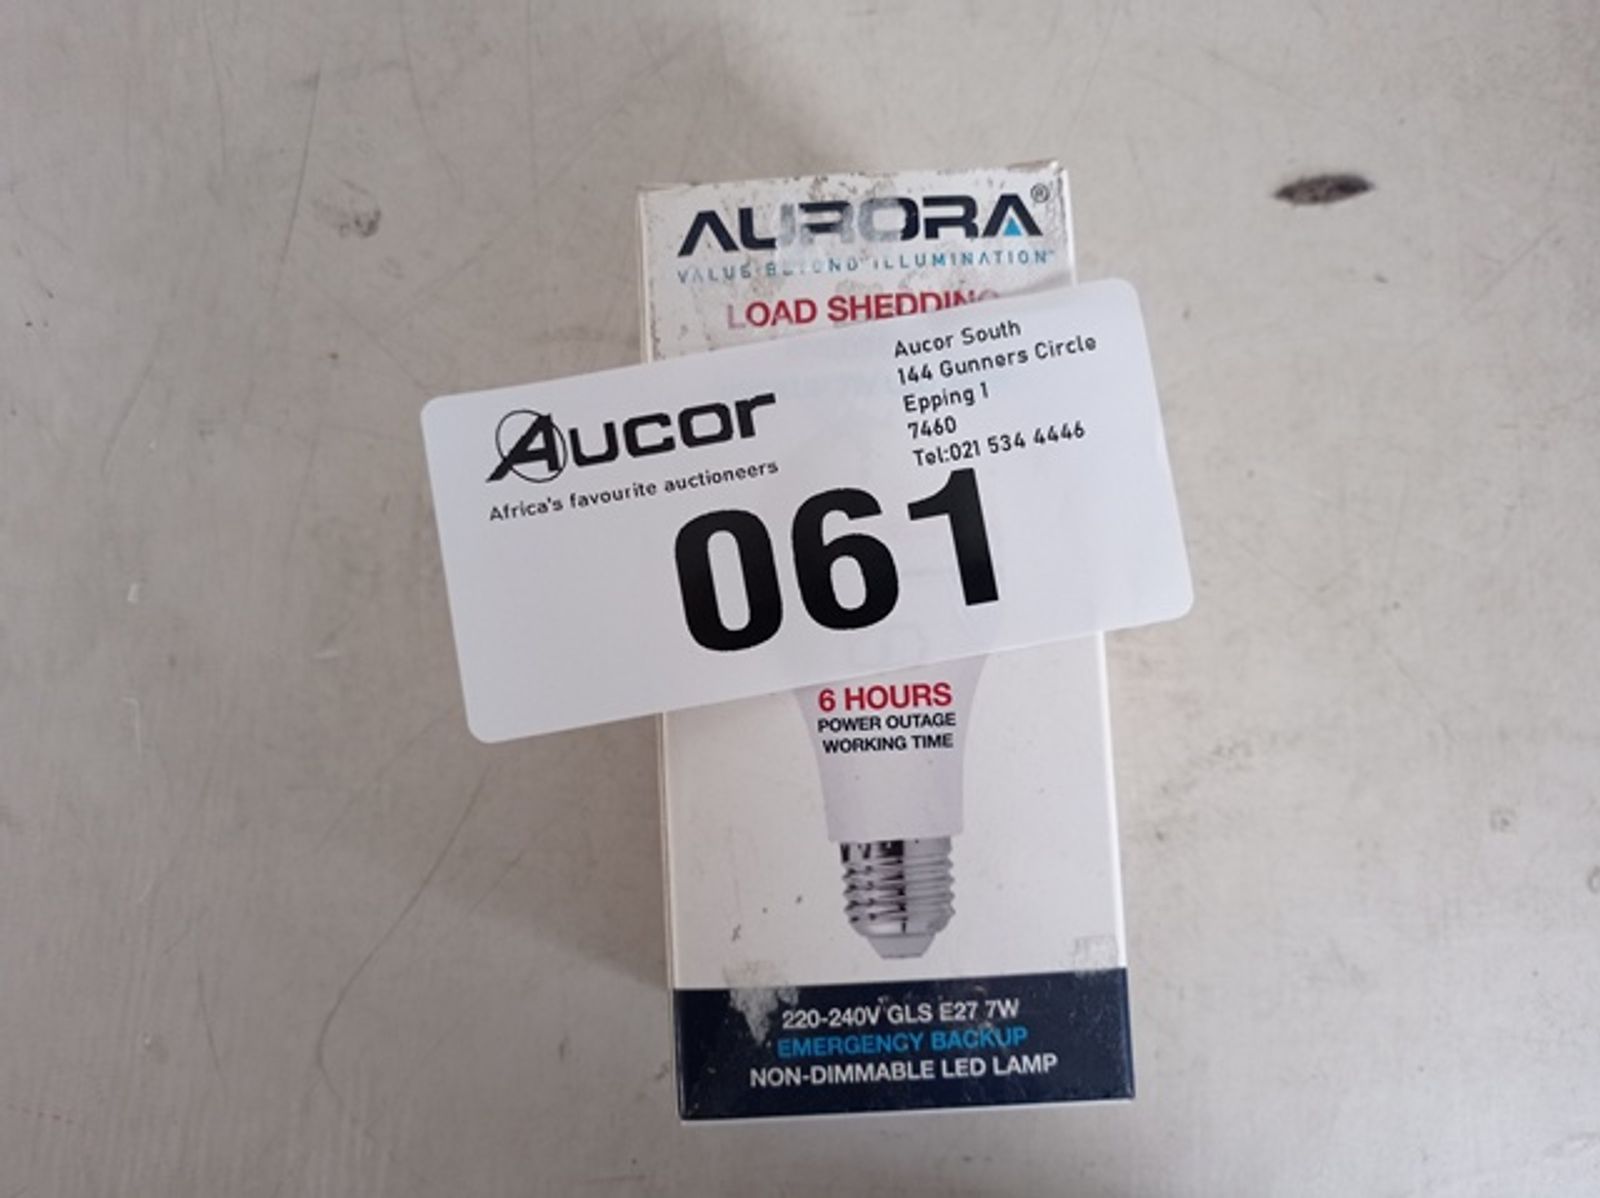 AURORA®
VALUE BEYOND ILLUMINATION™
LOAD SHEDDING
Aucor
Africa's favourite auctioneers
Aucor South
144 Gunners Circle
Epping 1
7460
Tel:021 534 4446
061
6 HOURS
POWER OUTAGE
WORKING TIME
220-240V GLS E27 7W
EMERGENCY BACKUP
NON-DIMMABLE LED LAMP